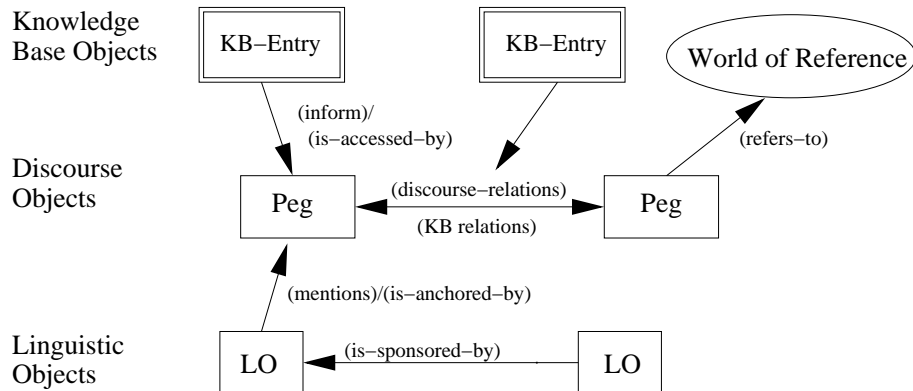 Knowledge
Base Objects
KB−Entry
KB−Entry
World of Reference
(inform)/
(is−accessed−by)
(refers−to)
Discourse
Objects
Peg
(discourse−relations)
(KB relations)
Peg
(mentions)/(is−anchored−by)
Linguistic
Objects
LO
(is−sponsored−by)
LO